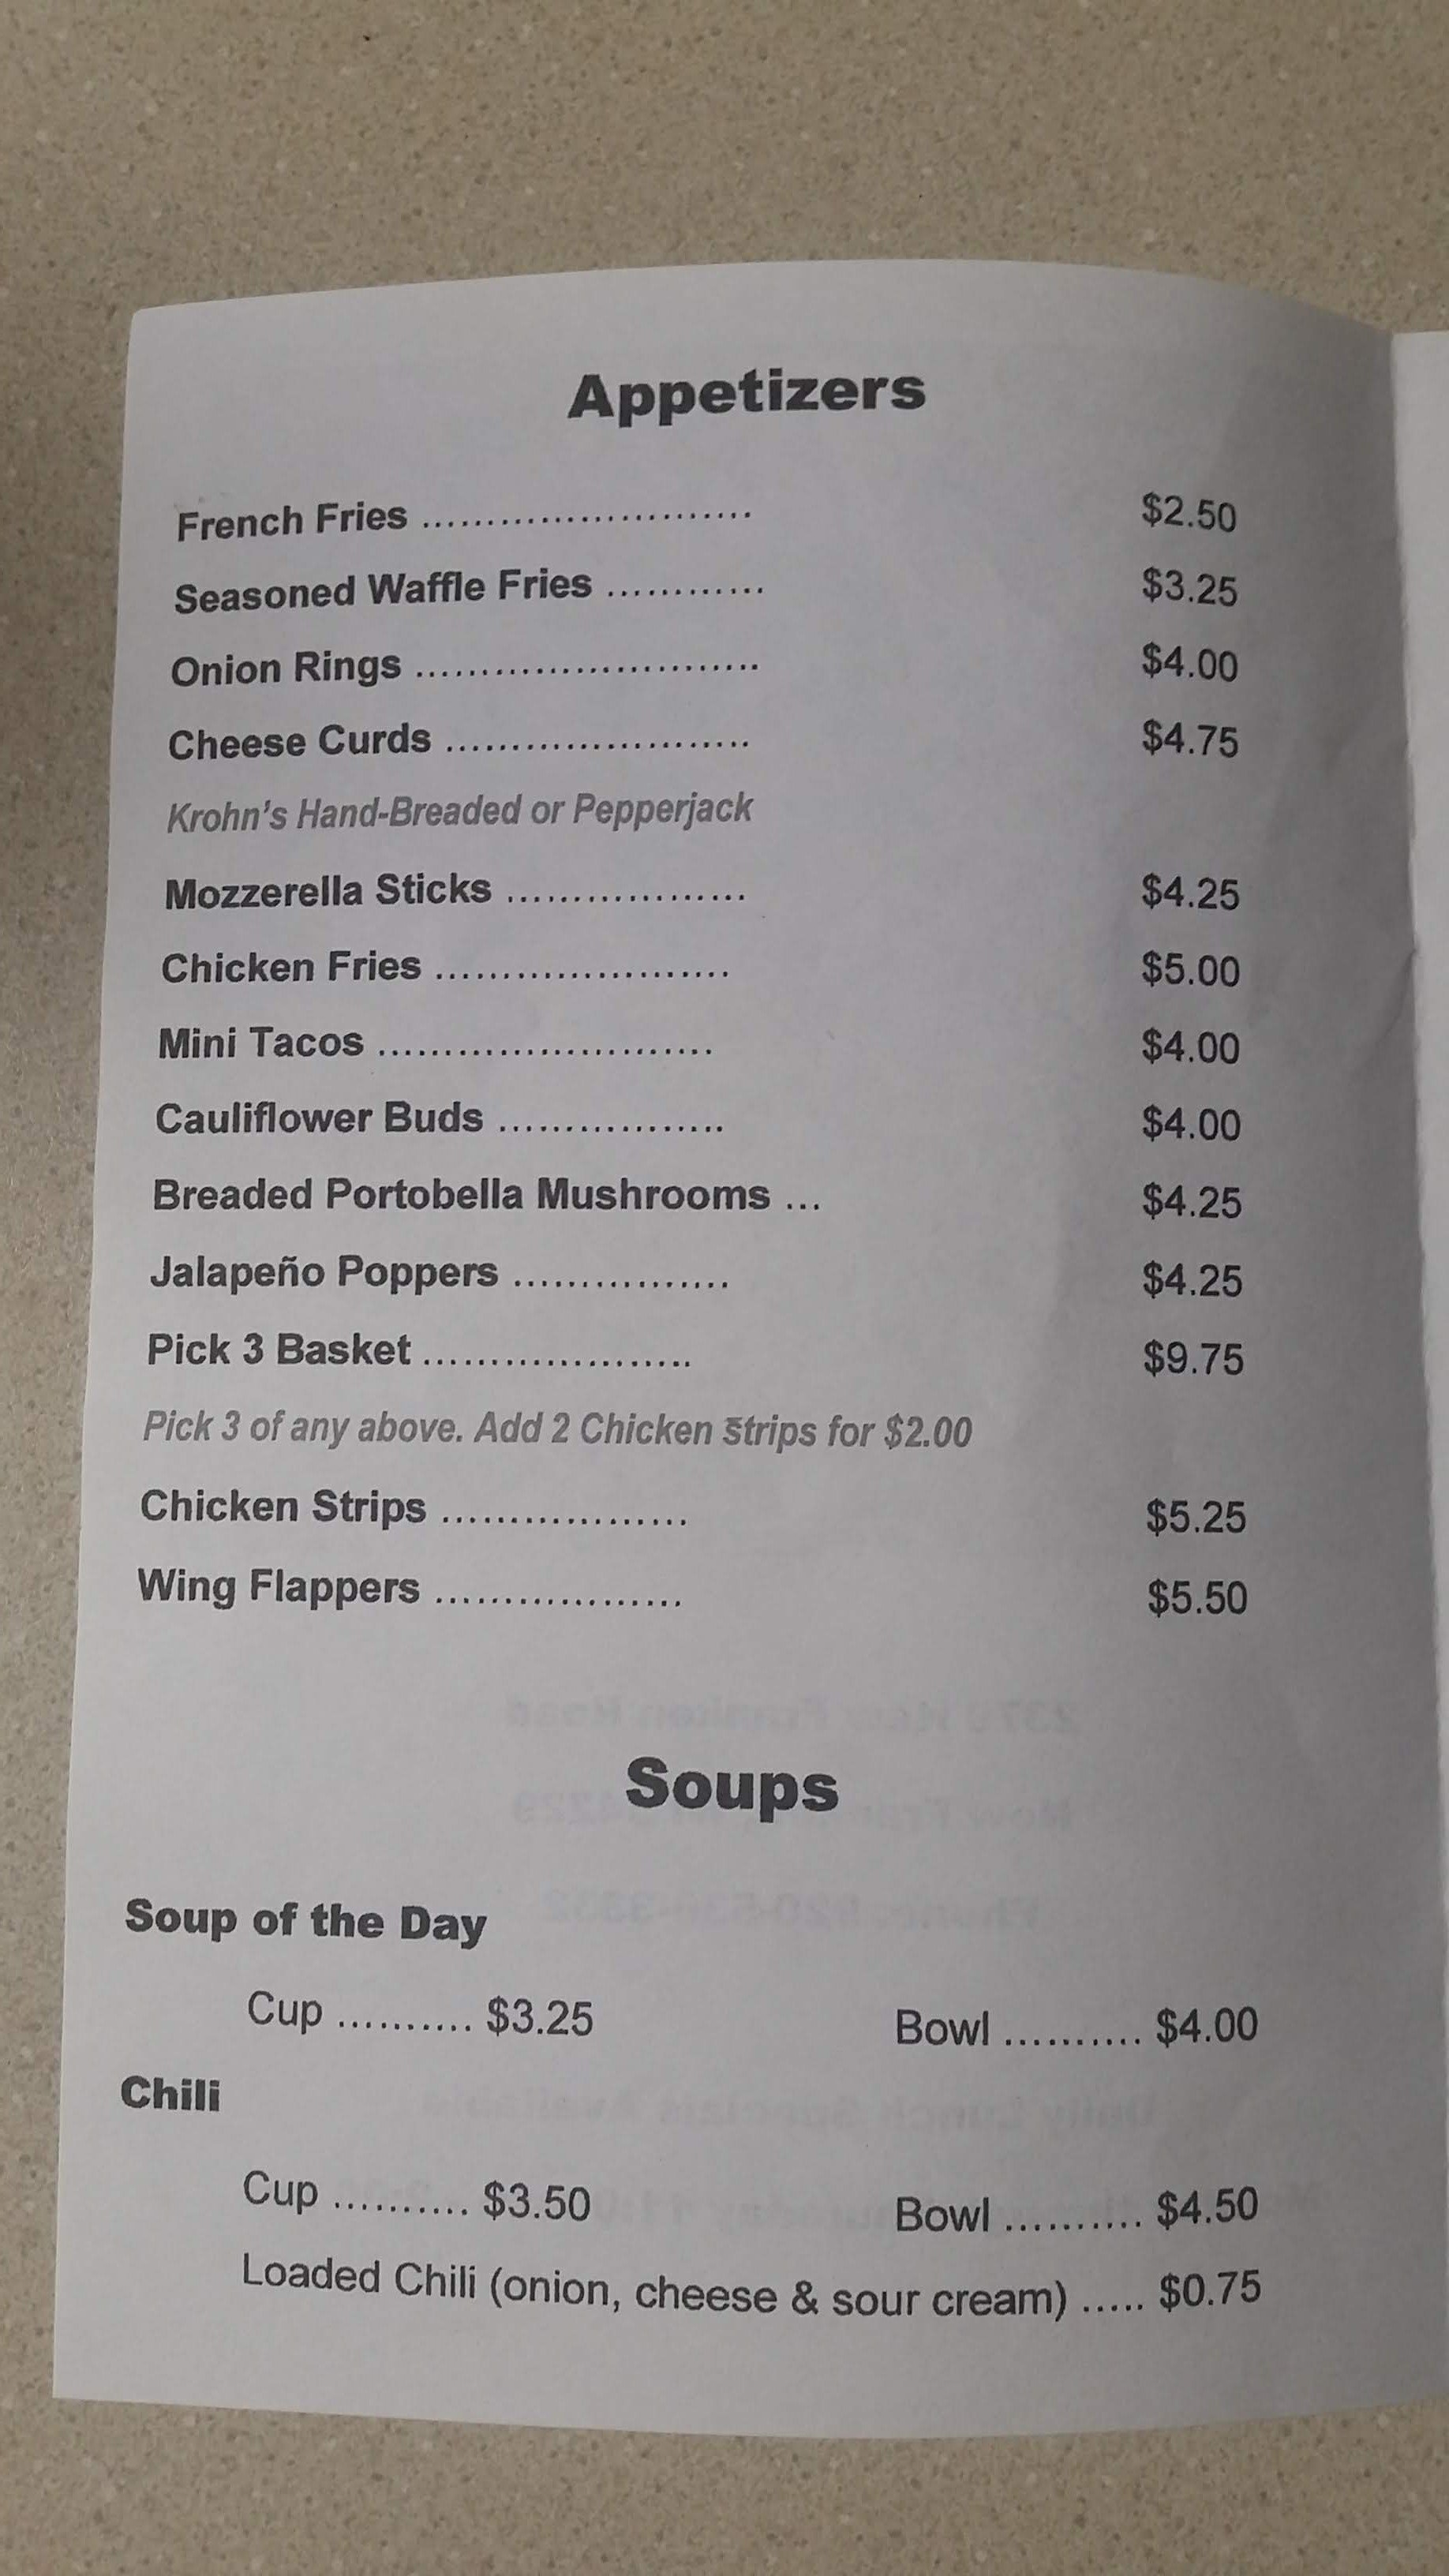 Appetizers
French Fries ......................... $2.50
Seasoned Waffle Fries ............ $3.25
Onion Rings .......................... $4.00
Cheese Curds ....................... $4.75
Krohn's Hand-Breaded or Pepperjack
Mozzerella Sticks .................. $4.25
Chicken Fries ...................... $5.00
Mini Tacos ......................... $4.00
Cauliflower Buds ................. $4.00
Breaded Portobella Mushrooms ... $4.25
Jalapeño Poppers ................ $4.25
Pick 3 Basket .................... $9.75
Pick 3 of any above. Add 2 Chicken Strips for $2.00
Chicken Strips .................. $5.25
Wing Flappers .................. $5.50
Soups
Soup of the Day
Cup .......... $3.25 Bowl .......... $4.00
Chili
Cup .......... $3.50 Bowl .......... $4.50
Loaded Chili (onion, cheese & sour cream) ..... $0.75